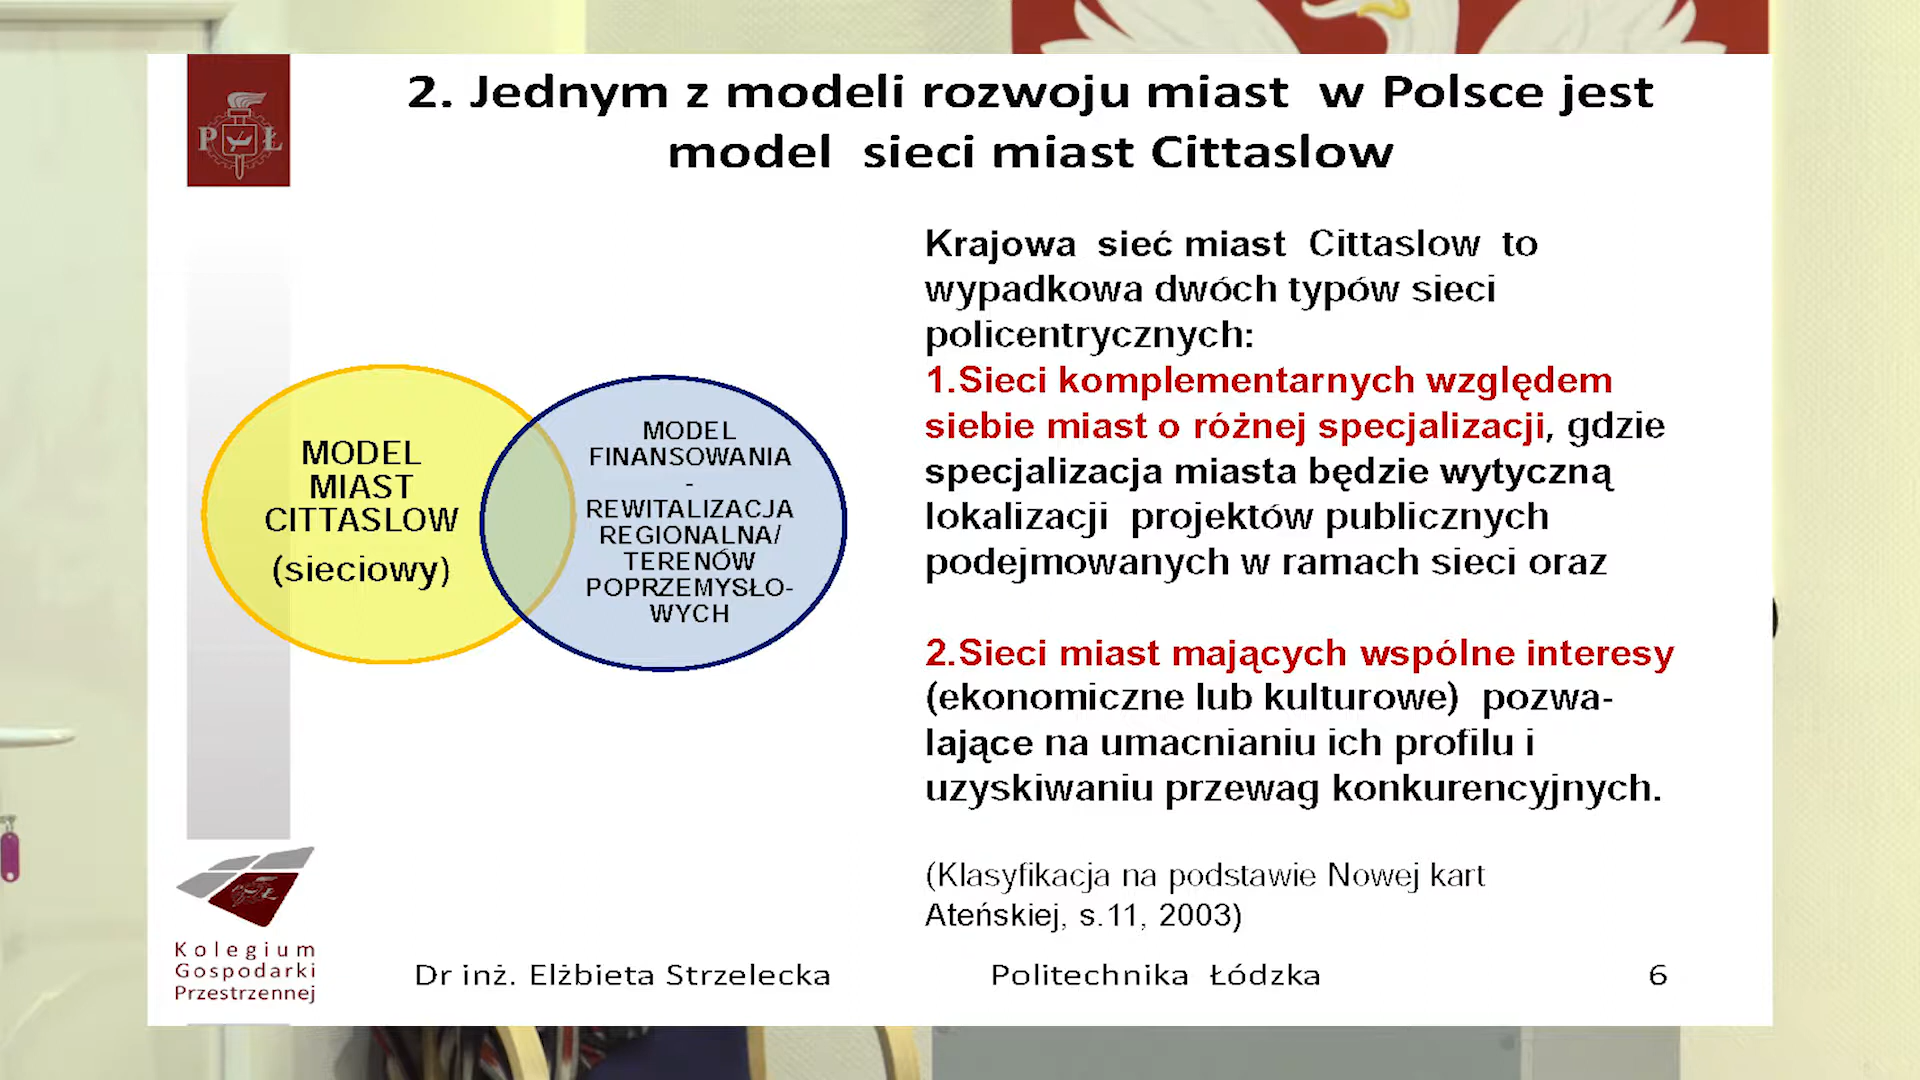 P Ł
2. Jednym z modeli rozwoju miast w Polsce jest
model sieci miast Cittaslow
MODEL
MIAST
CITTASLOW
(sieciowy)
MODEL
FINANSOWANIA
-
REWITALIZACJA
REGIONALNA/
TERENÓW
POPRZEMYSŁO-
WYCH
Krajowa sieć miast Cittaslow to
wypadkowa dwóch typów sieci
policentrycznych:
1.Sieci komplementarnych względem
siebie miast o różnej specjalizacji, gdzie
specjalizacja miasta będzie wytyczną
lokalizacji projektów publicznych
podejmowanych w ramach sieci oraz
2.Sieci miast mających wspólne interesy
(ekonomiczne lub kulturowe) pozwa-
lające na umacnianiu ich profilu i
uzyskiwaniu przewag konkurencyjnych.
(Klasyfikacja na podstawie Nowej kart
Ateńskiej, s.11, 2003)
Kolegium
Gospodarki
Przestrzennej
Dr inż. Elżbieta Strzelecka
Politechnika Łódzka
6